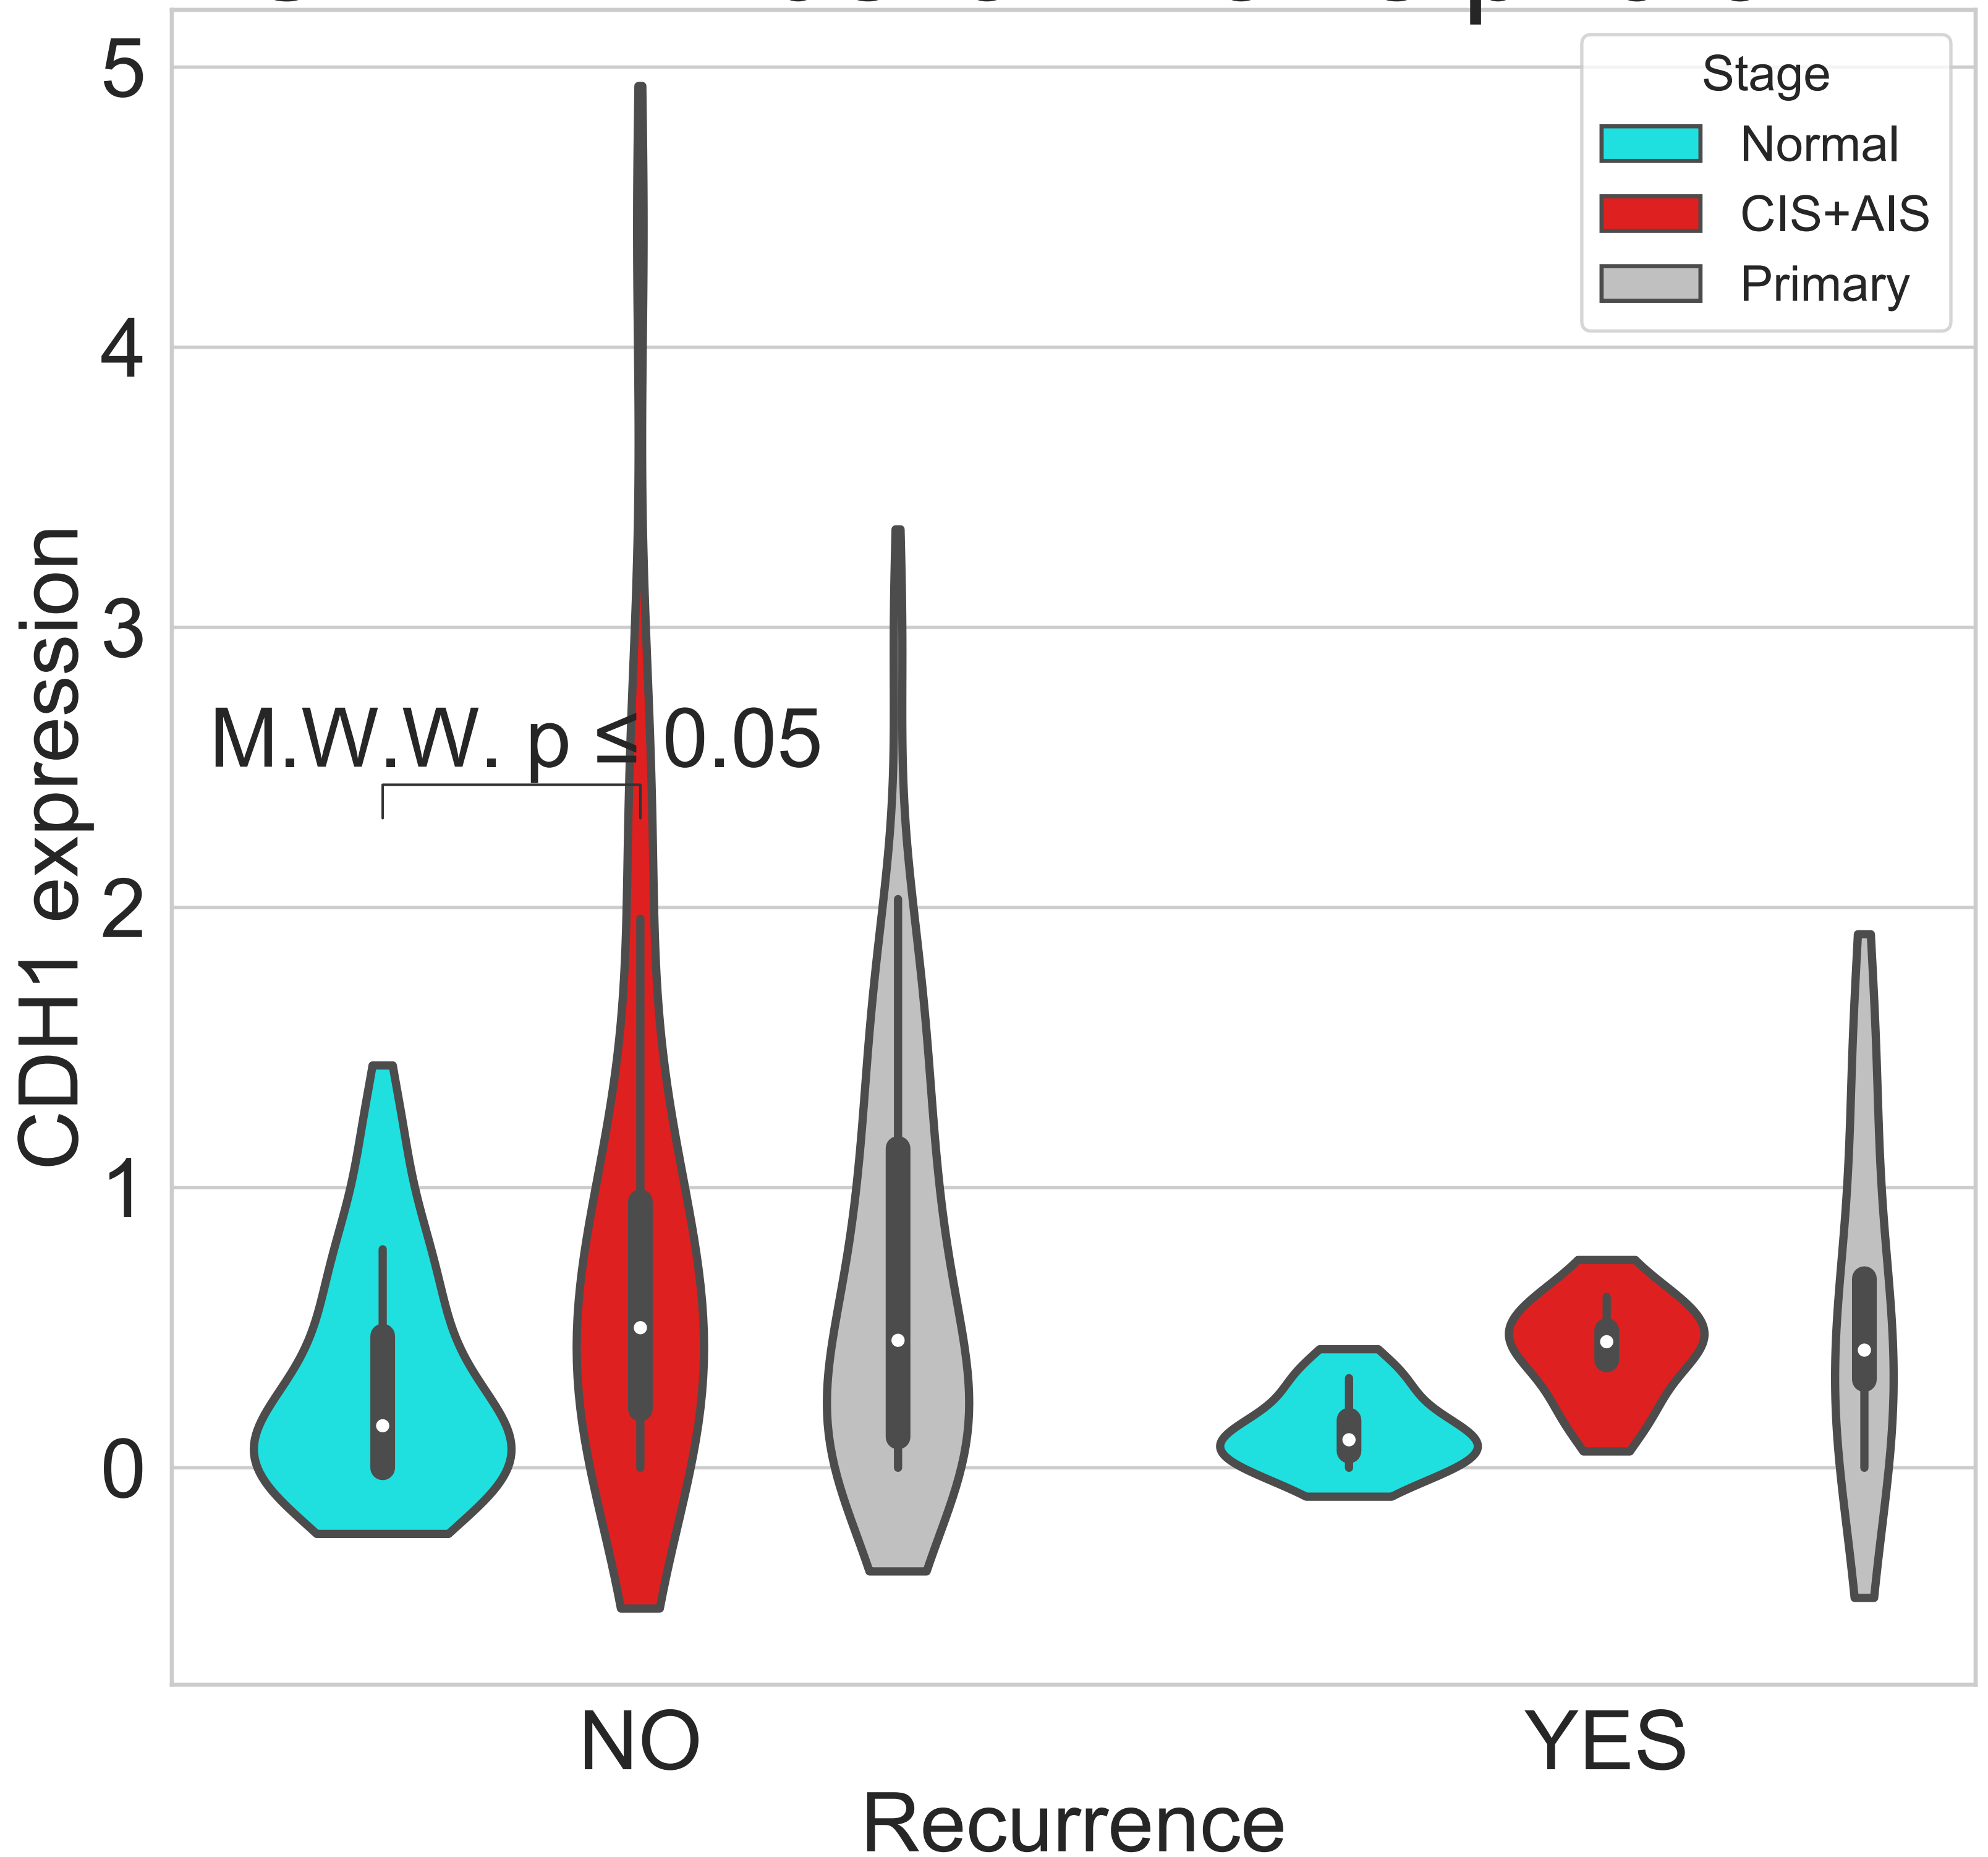 5
Stage
Normal
CIS+AIS
Primary
4
3
M.W.W. p ≤ 0.05
2
1
0
CDH1 expression
NO
YES
Recurrence